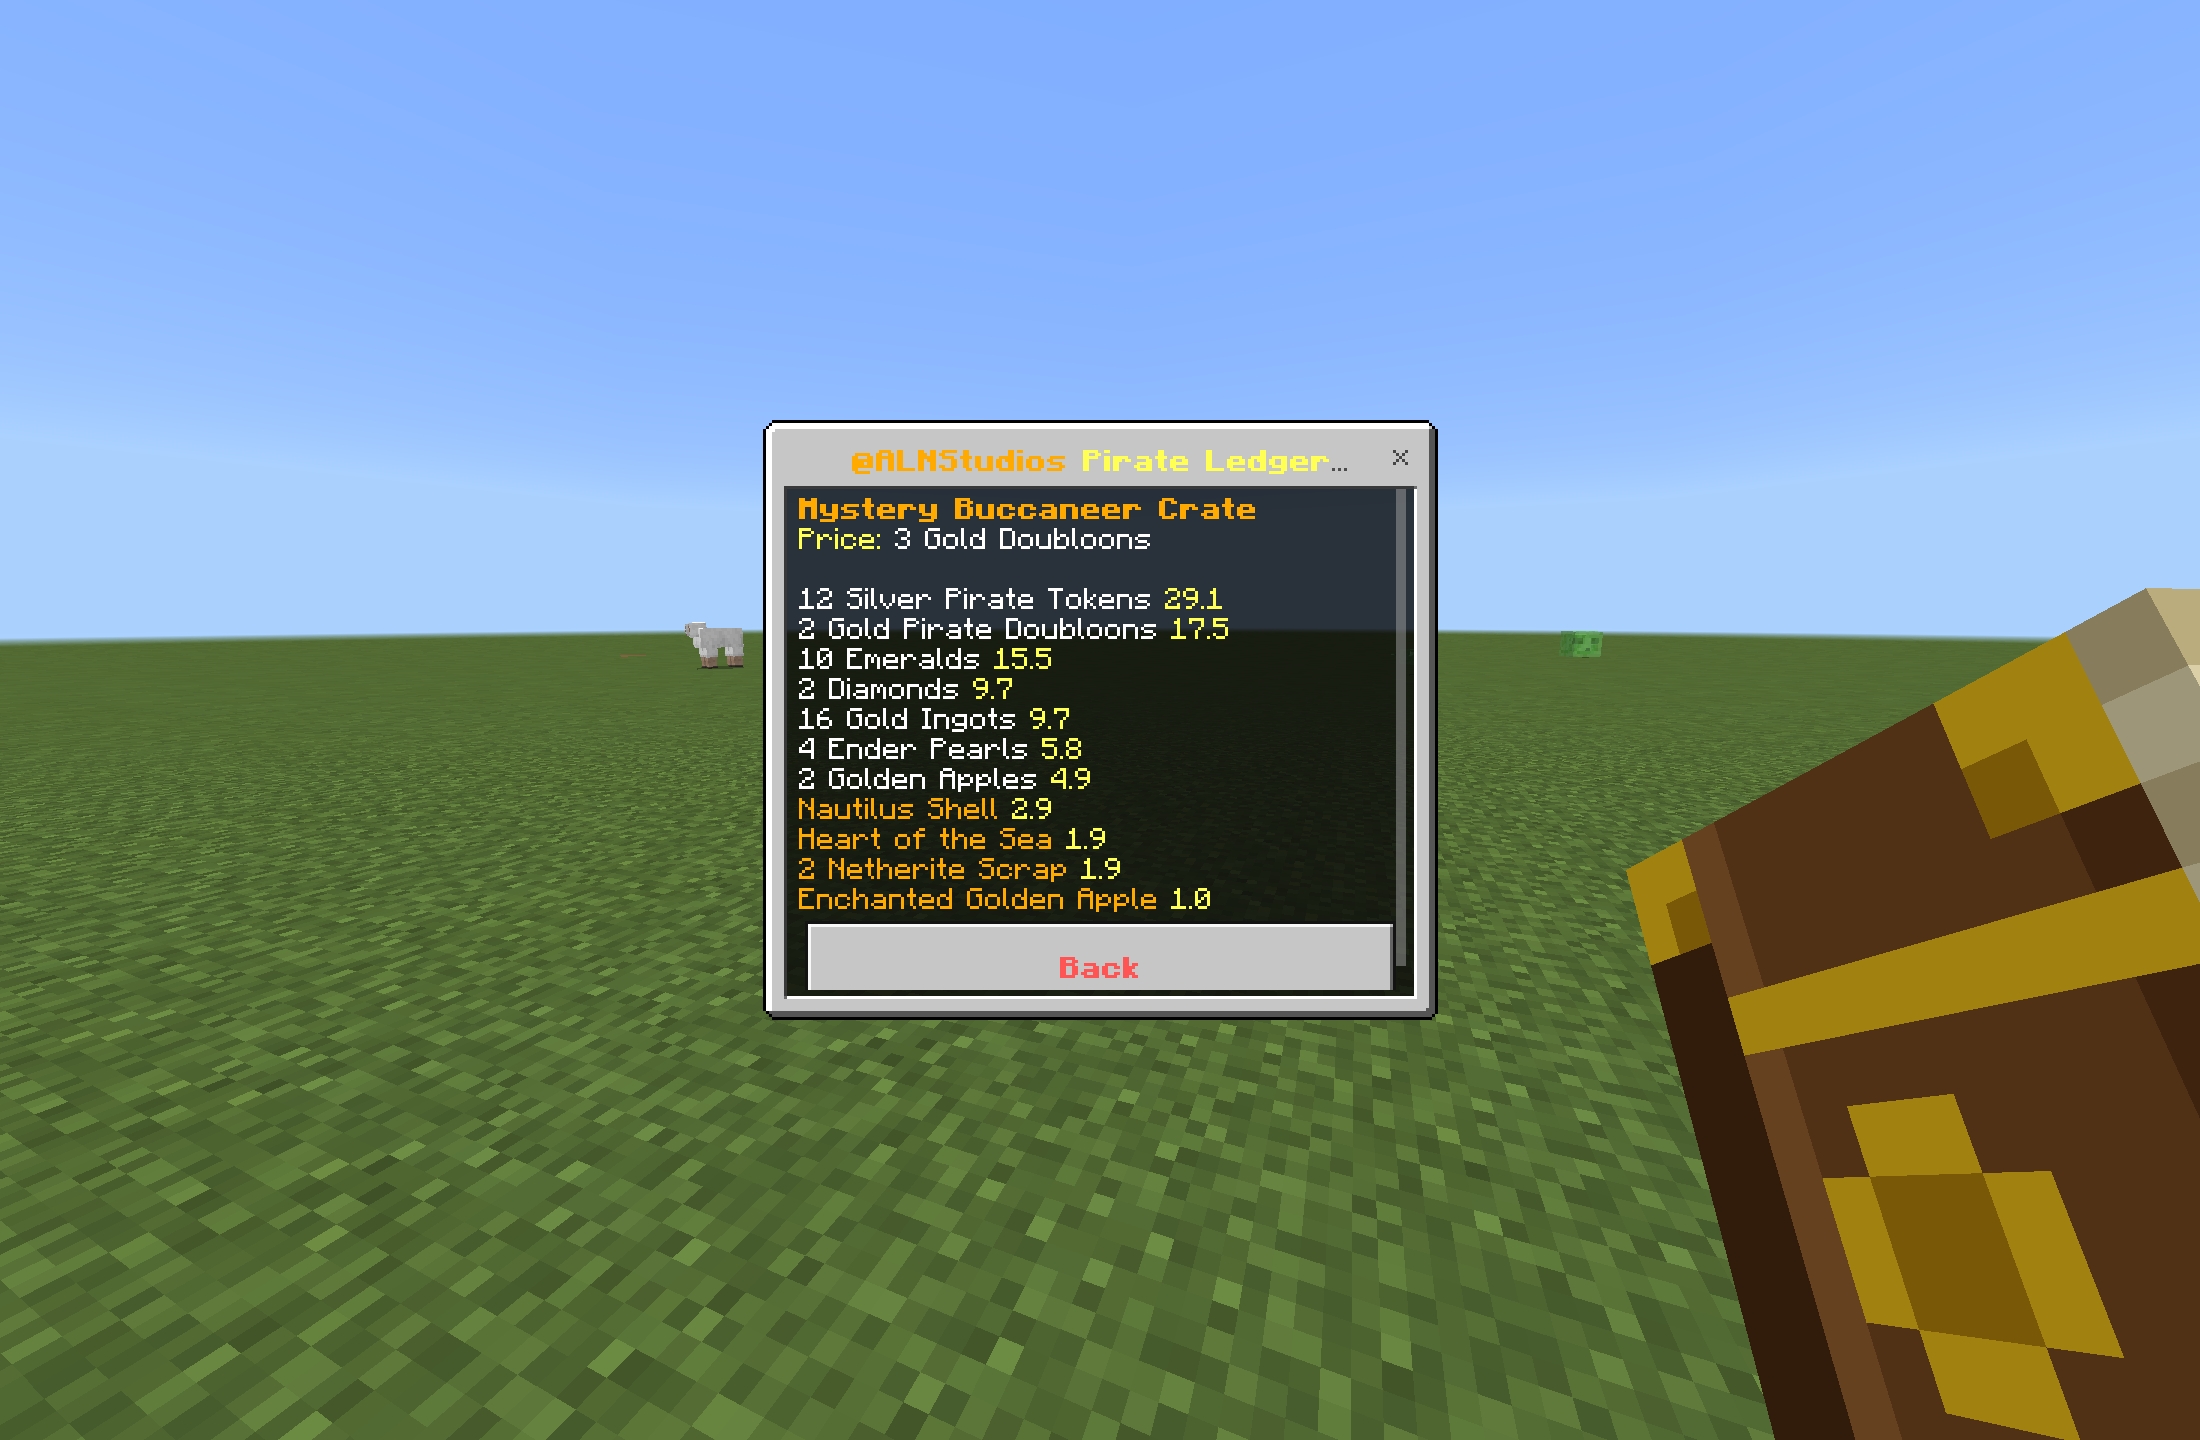 @ALNStudios Pirate Ledger...
Mystery Buccaneer Crate
Price: 3 Gold Doubloons
12 Silver Pirate Tokens 29.1
2 Gold Pirate Doubloons 17.5
10 Emeralds 15.5
2 Diamonds 9.7
16 Gold Ingots 9.7
4 Ender Pearls 5.8
2 Golden Apples 4.9
Nautilus Shell 2.9
Heart of the Sea 1.9
2 Netherite Scrap 1.9
Enchanted Golden Apple 1.0
Back